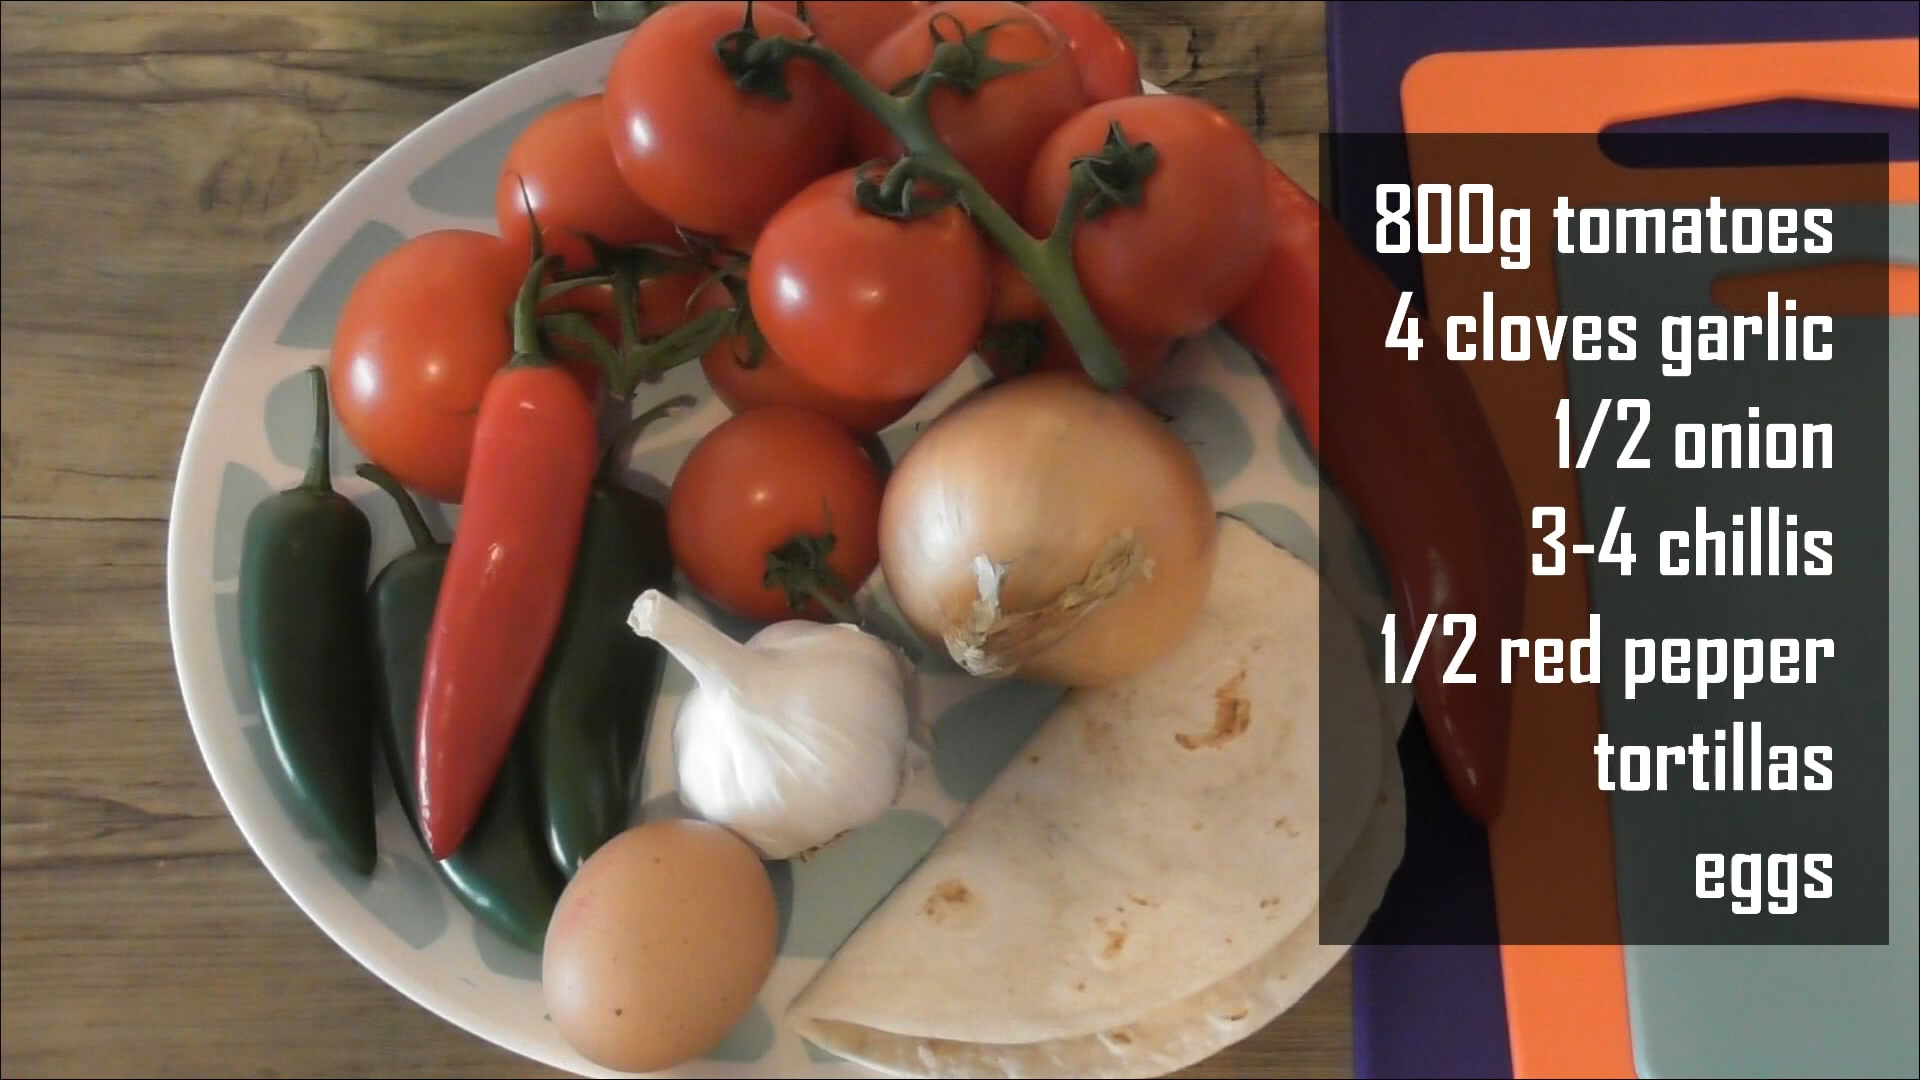 800g tomatoes
4 cloves garlic
1/2 onion
3-4 chillis
1/2 red pepper
tortillas
eggs